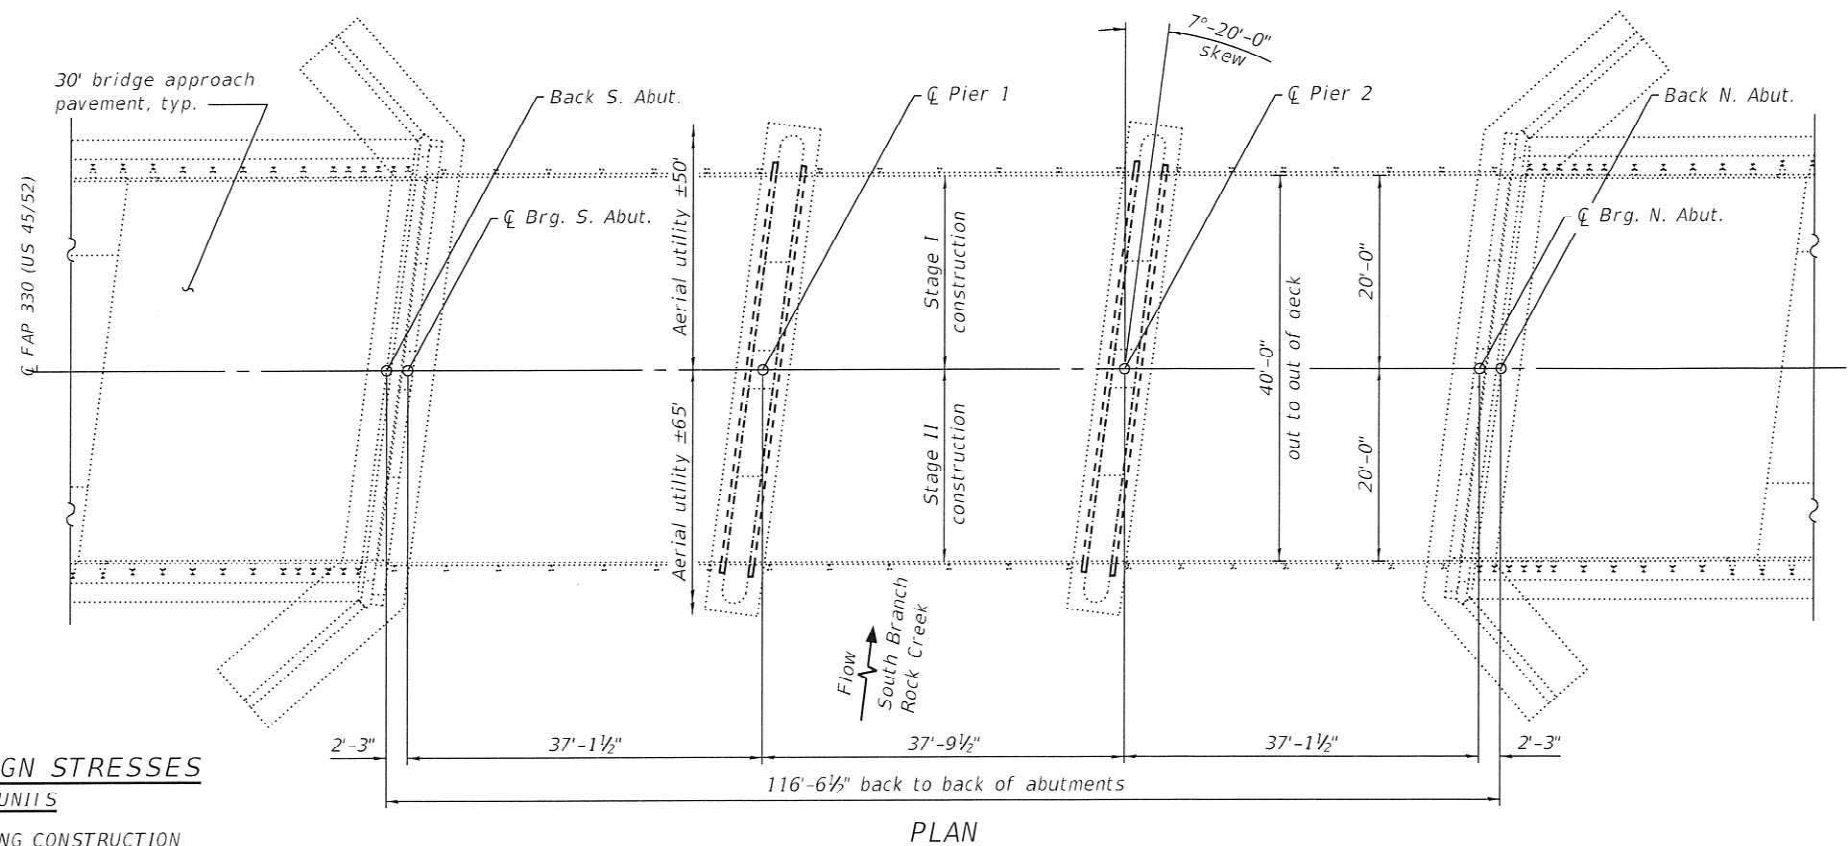 7°-20'-0"
skew
30' bridge approach
pavement, typ.
Back S. Abut.
℄ Pier 1
℄ Pier 2
Back N. Abut.
℄ Brg. S. Abut.
℄ Brg. N. Abut.
℄ FAP 330 (US 45/52)
Aerial utility ±50'
Aerial utility ±65'
Stage I
construction
Stage II
construction
40'-0"
out to out of deck
20'-0"
20'-0"
Flow
South Branch
Rock Creek
2'-3"
37'-1½"
37'-9½"
37'-1½"
2'-3"
116'-6½" back to back of abutments
PLAN
GN STRESSES
UNITS
NG CONSTRUCTION